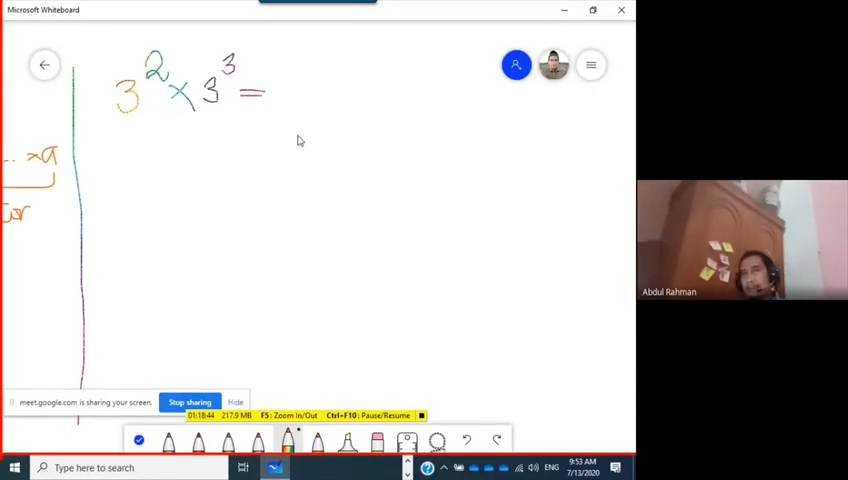 Microsoft Whiteboard
3² × 3³ =
... ×a
tor
Abdul Rahman
meet.google.com is sharing your screen.
Stop sharing
Hide
01:18:44 217.9 MB F5: Zoom In/Out Ctrl+F10: Pause/Resume
Type here to search
ENG
9:53 AM
7/13/2020